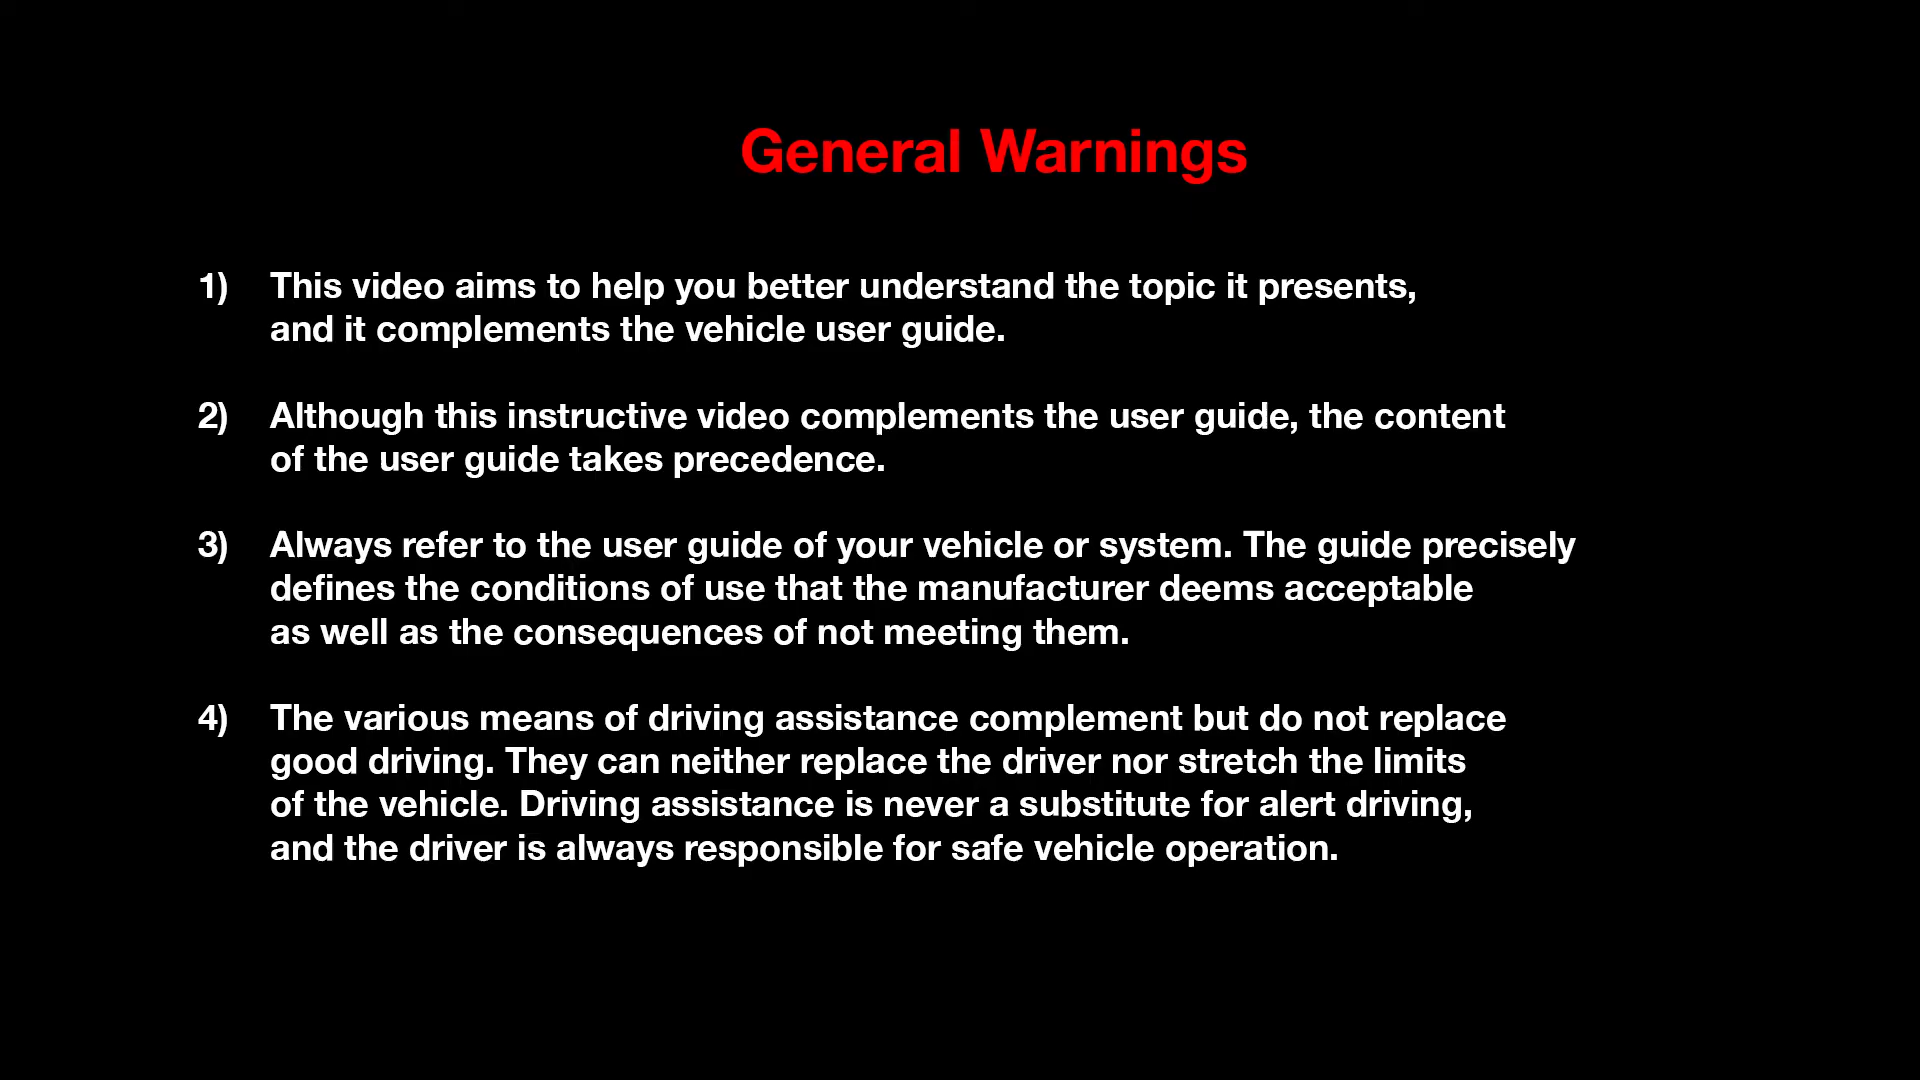 General Warnings
1) This video aims to help you better understand the topic it presents,
and it complements the vehicle user guide.
2) Although this instructive video complements the user guide, the content
of the user guide takes precedence.
3) Always refer to the user guide of your vehicle or system. The guide precisely
defines the conditions of use that the manufacturer deems acceptable
as well as the consequences of not meeting them.
4) The various means of driving assistance complement but do not replace
good driving. They can neither replace the driver nor stretch the limits
of the vehicle. Driving assistance is never a substitute for alert driving,
and the driver is always responsible for safe vehicle operation.